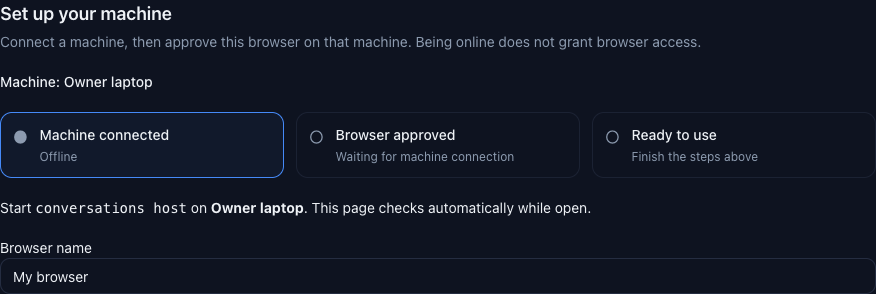 Set up your machine
Connect a machine, then approve this browser on that machine. Being online does not grant browser access.
Machine: Owner laptop
Machine connected
Offline
Browser approved
Waiting for machine connection
Ready to use
Finish the steps above
Start conversations host on Owner laptop. This page checks automatically while open.
Browser name
My browser